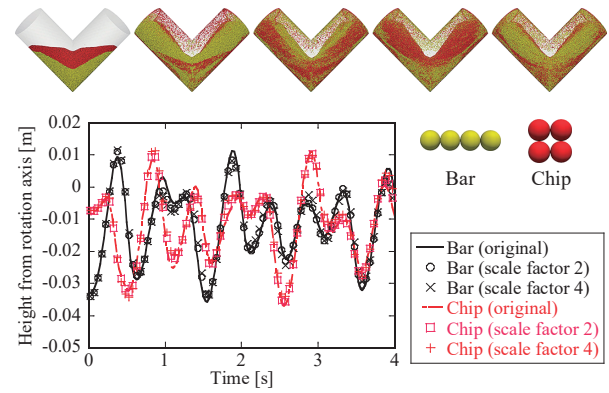 Height from rotation axis [m]
0.02
0.01
0
-0.01
-0.02
-0.03
-0.04
-0.05
0
1
2
3
4
Time [s]
Bar
Chip
Bar (original)
Bar (scale factor 2)
Bar (scale factor 4)
Chip (original)
Chip (scale factor 2)
Chip (scale factor 4)